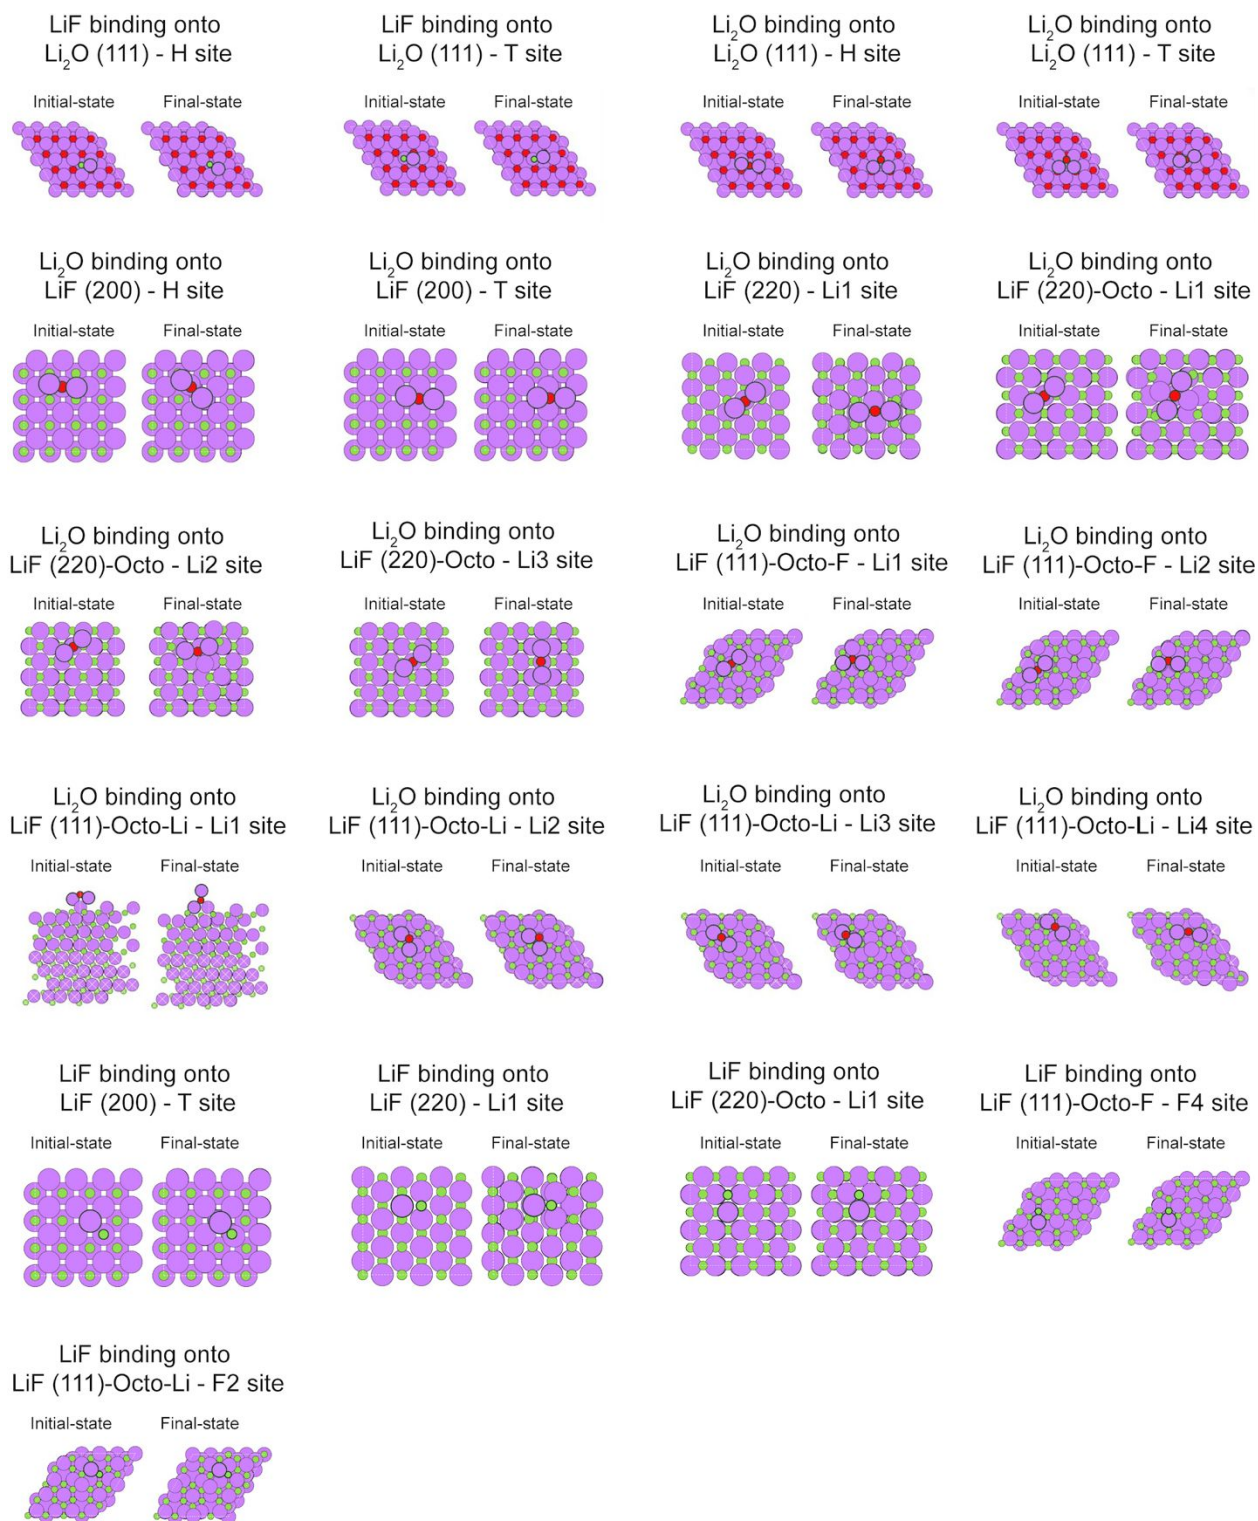 LiF binding onto
Li₂O (111) - H site
Initial-state Final-state
LiF binding onto
Li₂O (111) - T site
Initial-state Final-state
Li₂O binding onto
Li₂O (111) - H site
Initial-state Final-state
Li₂O binding onto
Li₂O (111) - T site
Initial-state Final-state
Li₂O binding onto
LiF (200) - H site
Initial-state Final-state
Li₂O binding onto
LiF (200) - T site
Initial-state Final-state
Li₂O binding onto
LiF (220) - Li1 site
Initial-state Final-state
Li₂O binding onto
LiF (220)-Octo - Li1 site
Initial-state Final-state
Li₂O binding onto
LiF (220)-Octo - Li2 site
Initial-state Final-state
Li₂O binding onto
LiF (220)-Octo - Li3 site
Initial-state Final-state
Li₂O binding onto
LiF (111)-Octo-F - Li1 site
Initial-state Final-state
Li₂O binding onto
LiF (111)-Octo-F - Li2 site
Initial-state Final-state
Li₂O binding onto
LiF (111)-Octo-Li - Li1 site
Initial-state Final-state
Li₂O binding onto
LiF (111)-Octo-Li - Li2 site
Initial-state Final-state
Li₂O binding onto
LiF (111)-Octo-Li - Li3 site
Initial-state Final-state
Li₂O binding onto
LiF (111)-Octo-Li - Li4 site
Initial-state Final-state
LiF binding onto
LiF (200) - T site
Initial-state Final-state
LiF binding onto
LiF (220) - Li1 site
Initial-state Final-state
LiF binding onto
LiF (220)-Octo - Li1 site
Initial-state Final-state
LiF binding onto
LiF (111)-Octo-F - F4 site
Initial-state Final-state
LiF binding onto
LiF (111)-Octo-Li - F2 site
Initial-state Final-state